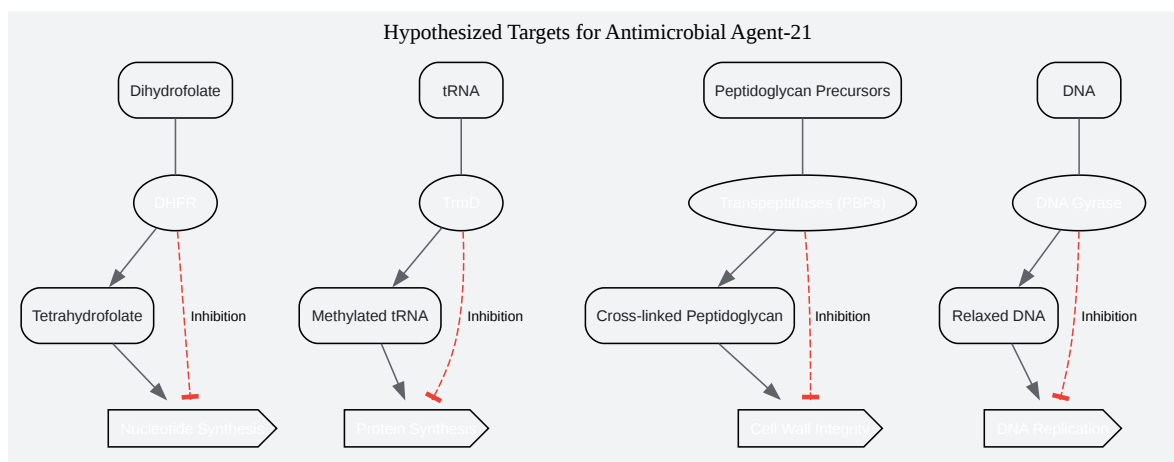 Hypothesized Targets for Antimicrobial Agent-21
Dihydrofolate
tRNA
Peptidoglycan Precursors
DNA
DHFR
TrmD
Transpeptidases (PBPs)
DNA Gyrase
Tetrahydrofolate
Inhibition
Methylated tRNA
Inhibition
Cross-linked Peptidoglycan
Inhibition
Relaxed DNA
Inhibition
Nucleotide Synthesis
Protein Synthesis
Cell Wall Integrity
DNA Replication